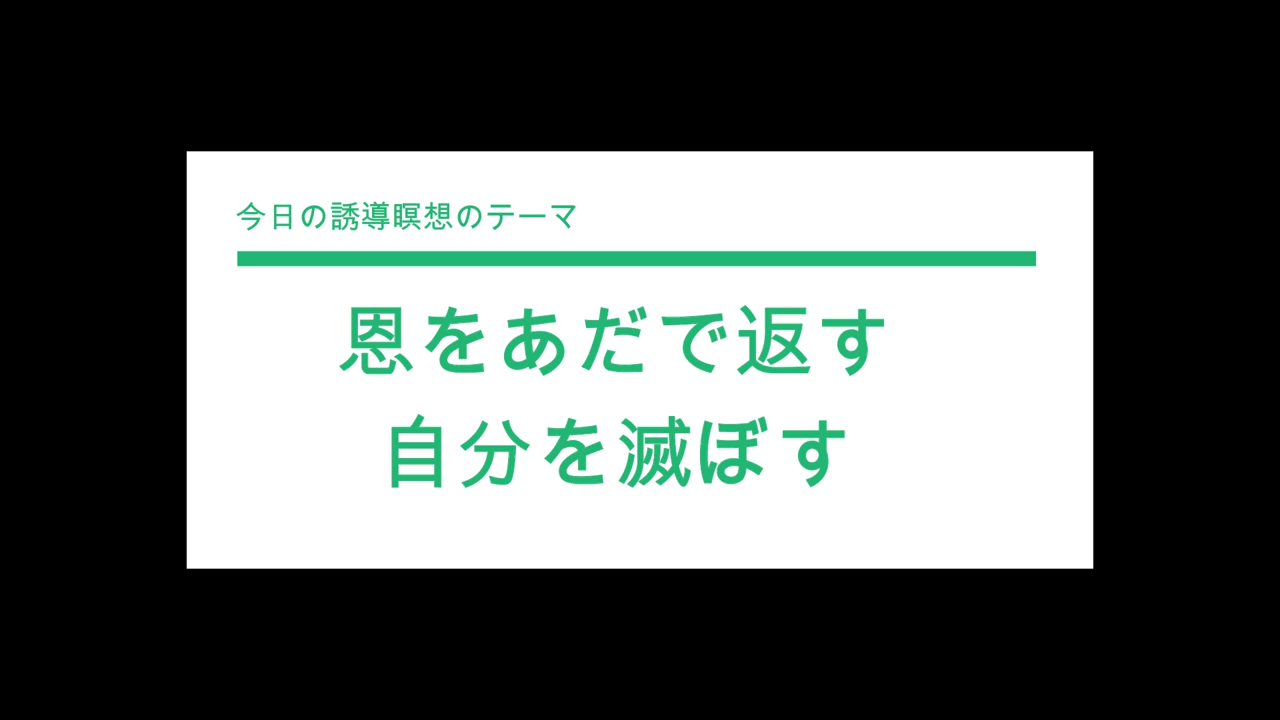 今日の誘導瞑想のテーマ
恩をあだで返す
自分を滅ぼす